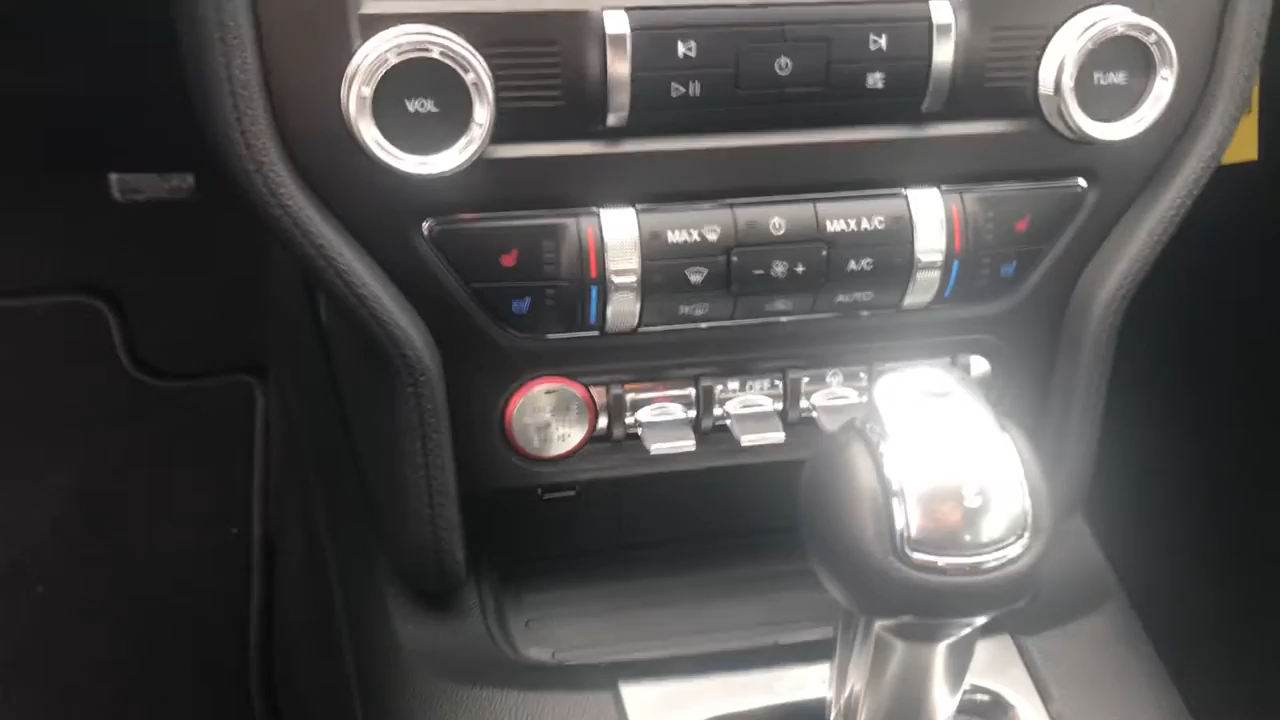 VOL
TUNE
MAX
MAX A/C
- +
A/C
AUTO
OFF